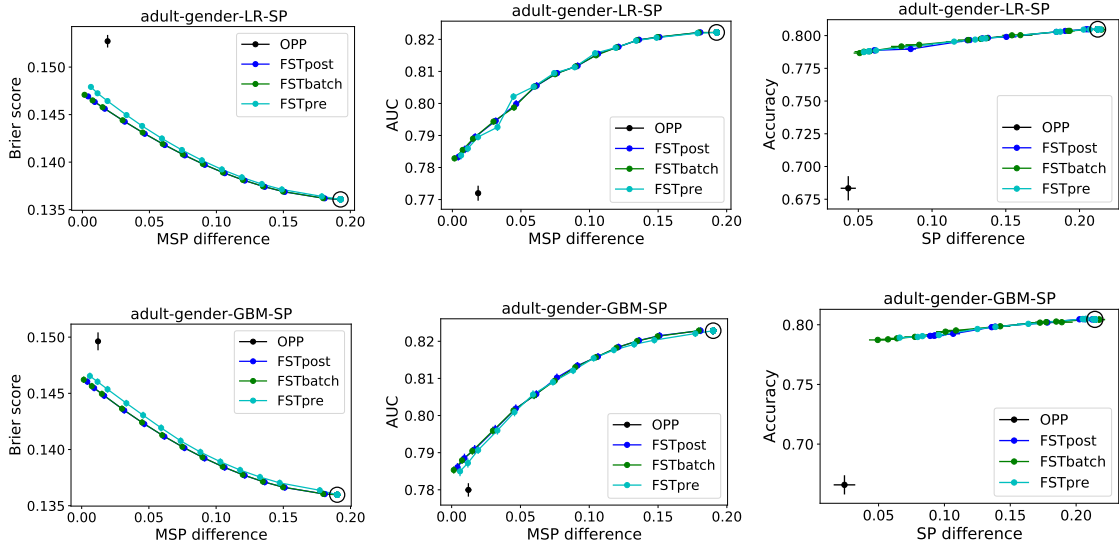 adult-gender-LR-SP
Brier score
0.150
0.145
0.140
0.135
OPP
FSTpost
FSTbatch
FSTpre
0.00 0.05 0.10 0.15 0.20
MSP difference
adult-gender-LR-SP
AUC
0.82
0.81
0.80
0.79
0.78
0.77
OPP
FSTpost
FSTbatch
FSTpre
0.00 0.05 0.10 0.15 0.20
MSP difference
adult-gender-LR-SP
Accuracy
0.800
0.775
0.750
0.725
0.700
0.675
OPP
FSTpost
FSTbatch
FSTpre
0.05 0.10 0.15 0.20
SP difference
adult-gender-GBM-SP
Brier score
0.150
0.145
0.140
0.135
OPP
FSTpost
FSTbatch
FSTpre
0.00 0.05 0.10 0.15 0.20
MSP difference
adult-gender-GBM-SP
AUC
0.82
0.81
0.80
0.79
0.78
OPP
FSTpost
FSTbatch
FSTpre
0.00 0.05 0.10 0.15 0.20
MSP difference
adult-gender-GBM-SP
Accuracy
0.80
0.75
0.70
OPP
FSTpost
FSTbatch
FSTpre
0.05 0.10 0.15 0.20
SP difference